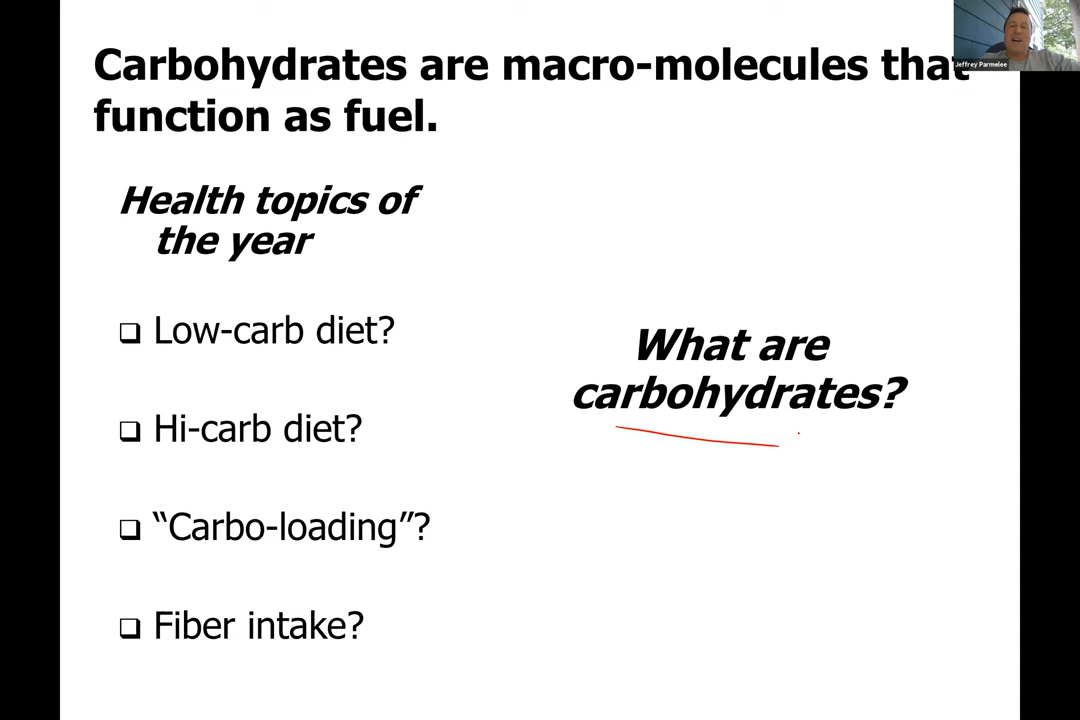 Carbohydrates are macro-molecules that
function as fuel.
Jeffrey Parmelee
Health topics of
the year
❑ Low-carb diet?
❑ Hi-carb diet?
❑ “Carbo-loading”?
❑ Fiber intake?
What are
carbohydrates?